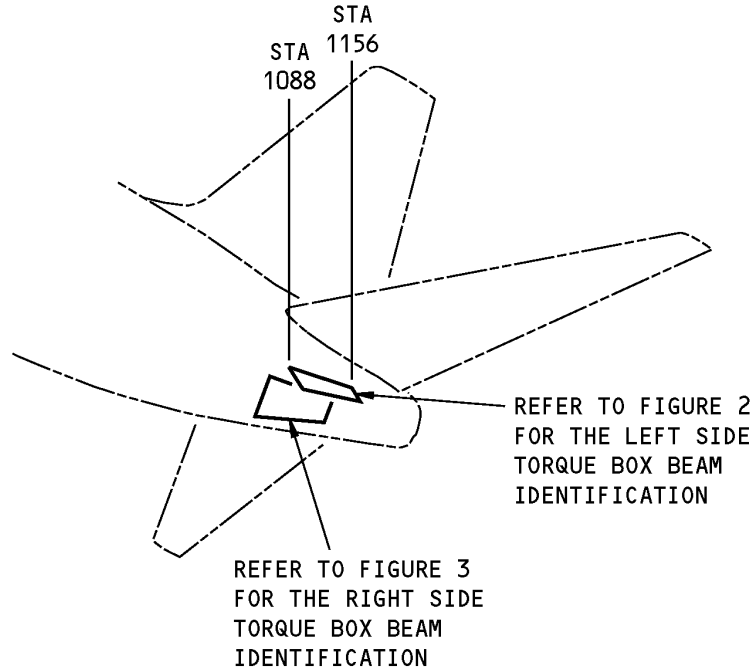 STA
1156
STA
1088
REFER TO FIGURE 2
FOR THE LEFT SIDE
TORQUE BOX BEAM
IDENTIFICATION
REFER TO FIGURE 3
FOR THE RIGHT SIDE
TORQUE BOX BEAM
IDENTIFICATION